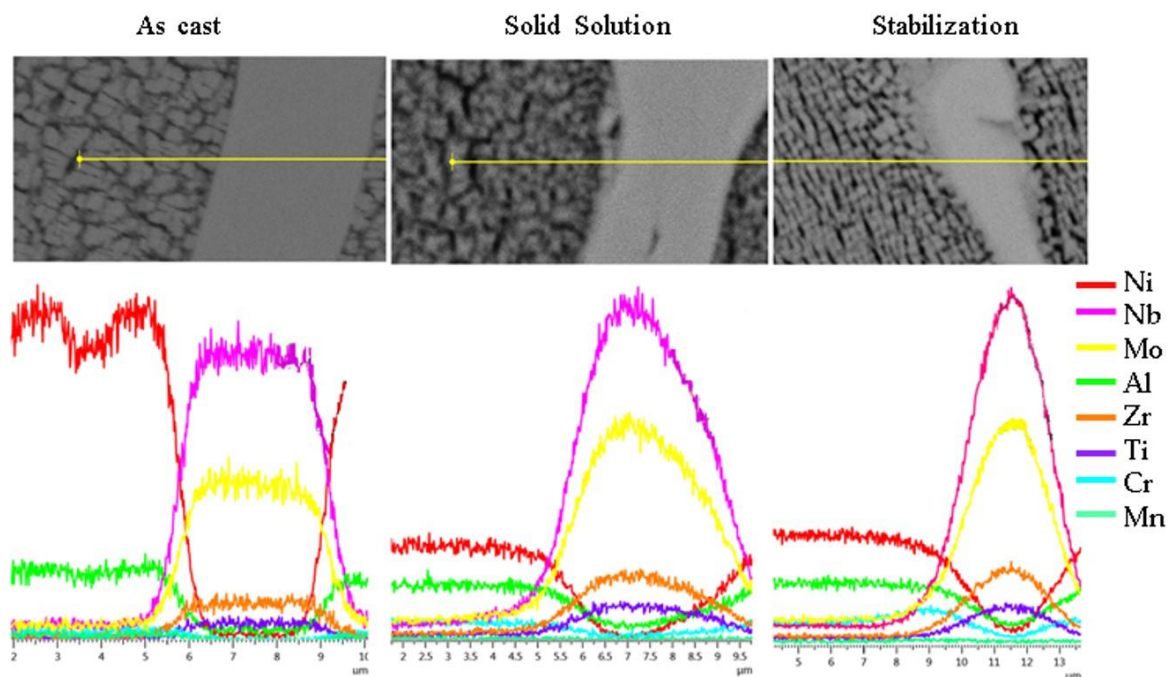 As cast
Solid Solution
Stabilization
Ni
Nb
Mo
Al
Zr
Ti
Cr
Mn
2 3 4 5 6 7 8 9 10
µm
2 2.5 3 3.5 4 4.5 5 5.5 6 6.5 7 7.5 8 8.5 9 9.5
µm
5 6 7 8 9 10 11 12 13
µm